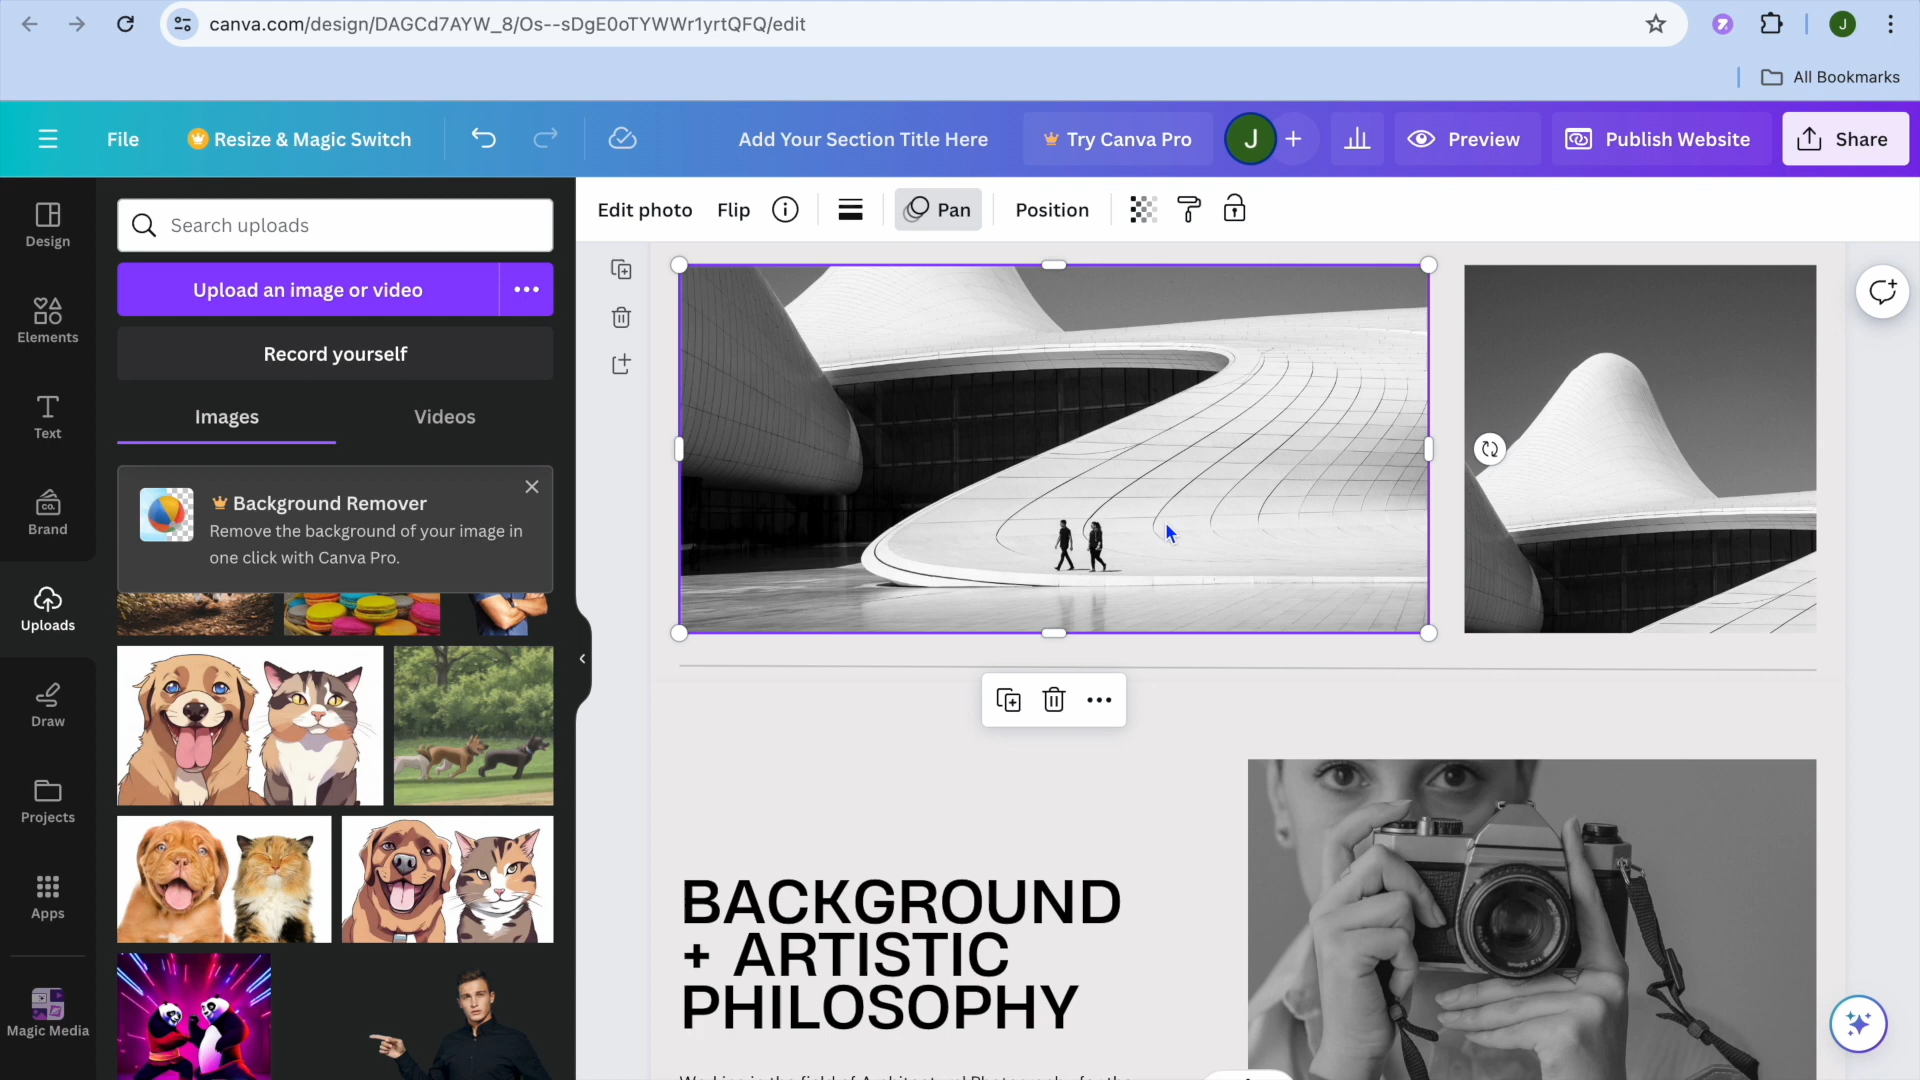 canva.com/design/DAGCd7AYW_8/Os--sDgE0oTYWWr1yrtQFQ/edit
J
All Bookmarks
File
Resize & Magic Switch
Add Your Section Title Here
Try Canva Pro
J
Preview
Publish Website
Share
Design
Elements
Text
CO.
Brand
Uploads
Draw
Projects
Apps
Magic Media
Search uploads
Upload an image or video
Record yourself
Images
Videos
Background Remover
Remove the background of your image in
one click with Canva Pro.
Edit photo
Flip
Pan
Position
BACKGROUND
+ ARTISTIC
PHILOSOPHY